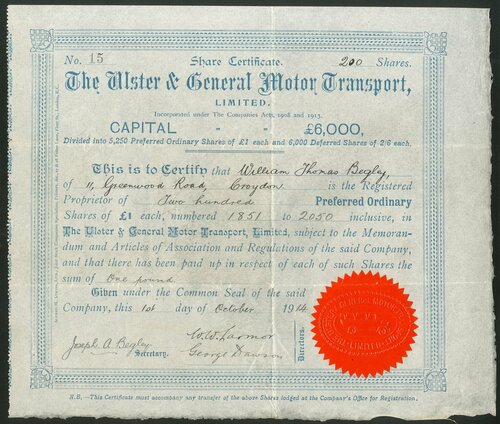 No. 15 Share Certificate. 200 Shares.
The Ulster & General Motor Transport,
LIMITED.
Incorporated under The Companies Acts, 1908 and 1913.
CAPITAL - - £6,000,
Divided into 5,250 Preferred Ordinary Shares of £1 each and 6,000 Deferred Shares of 2/6 each.
This is to Certify that William Thomas Begley,
of 11, Greenwood Road, Croydon. is the Registered
Proprietor of Two hundred Preferred Ordinary
Shares of £1 each, numbered 1851 to 2050 inclusive, in
The Ulster & General Motor Transport, Limited, subject to the Memoran-
dum and Articles of Association and Regulations of the said Company,
and that there has been paid up in respect of each of such Shares the
sum of One pound
Given under the Common Seal of the said
Company, this 1st day of October 1914
Joseph A. Begley
Secretary.
W. W. Larmor
George Dawson
Directors.
N.B.—This Certificate must accompany any transfer of the above Shares lodged at the Company's Office for Registration.